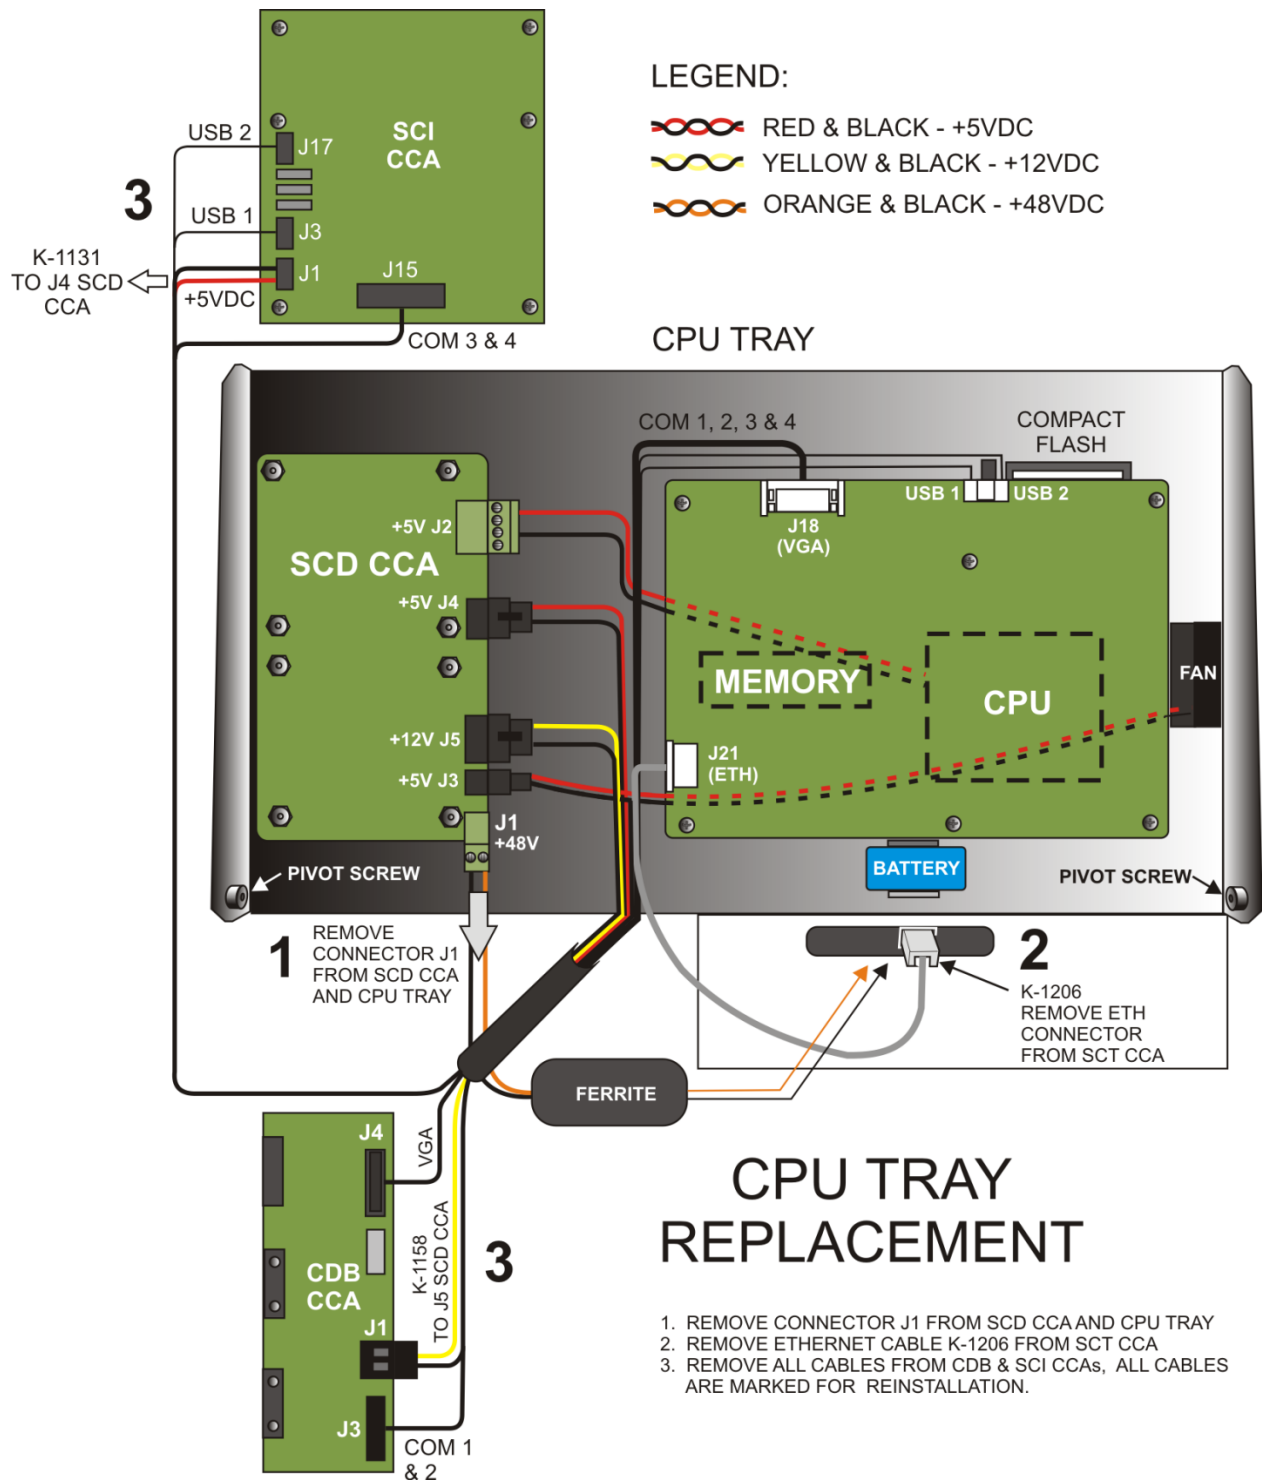 LEGEND:
RED & BLACK - +5VDC
YELLOW & BLACK - +12VDC
ORANGE & BLACK - +48VDC
SCI
CCA
USB 2
J17
3
USB 1
J3
K-1131
TO J4 SCD
CCA
J1
+5VDC
J15
COM 3 & 4
CPU TRAY
COM 1, 2, 3 & 4
COMPACT
FLASH
USB 1
USB 2
J18
(VGA)
+5V J2
SCD CCA
+5V J4
MEMORY
CPU
FAN
+12V J5
J21
(ETH)
+5V J3
J1
+48V
BATTERY
PIVOT SCREW
PIVOT SCREW
1
REMOVE
CONNECTOR J1
FROM SCD CCA
AND CPU TRAY
2
K-1206
REMOVE ETH
CONNECTOR
FROM SCT CCA
FERRITE
J4
VGA
CDB
CCA
K-1158
TO J5 SCD CCA
3
J1
J3
COM 1
& 2
CPU TRAY
REPLACEMENT
1. REMOVE CONNECTOR J1 FROM SCD CCA AND CPU TRAY
2. REMOVE ETHERNET CABLE K-1206 FROM SCT CCA
3. REMOVE ALL CABLES FROM CDB & SCI CCAs, ALL CABLES
ARE MARKED FOR REINSTALLATION.